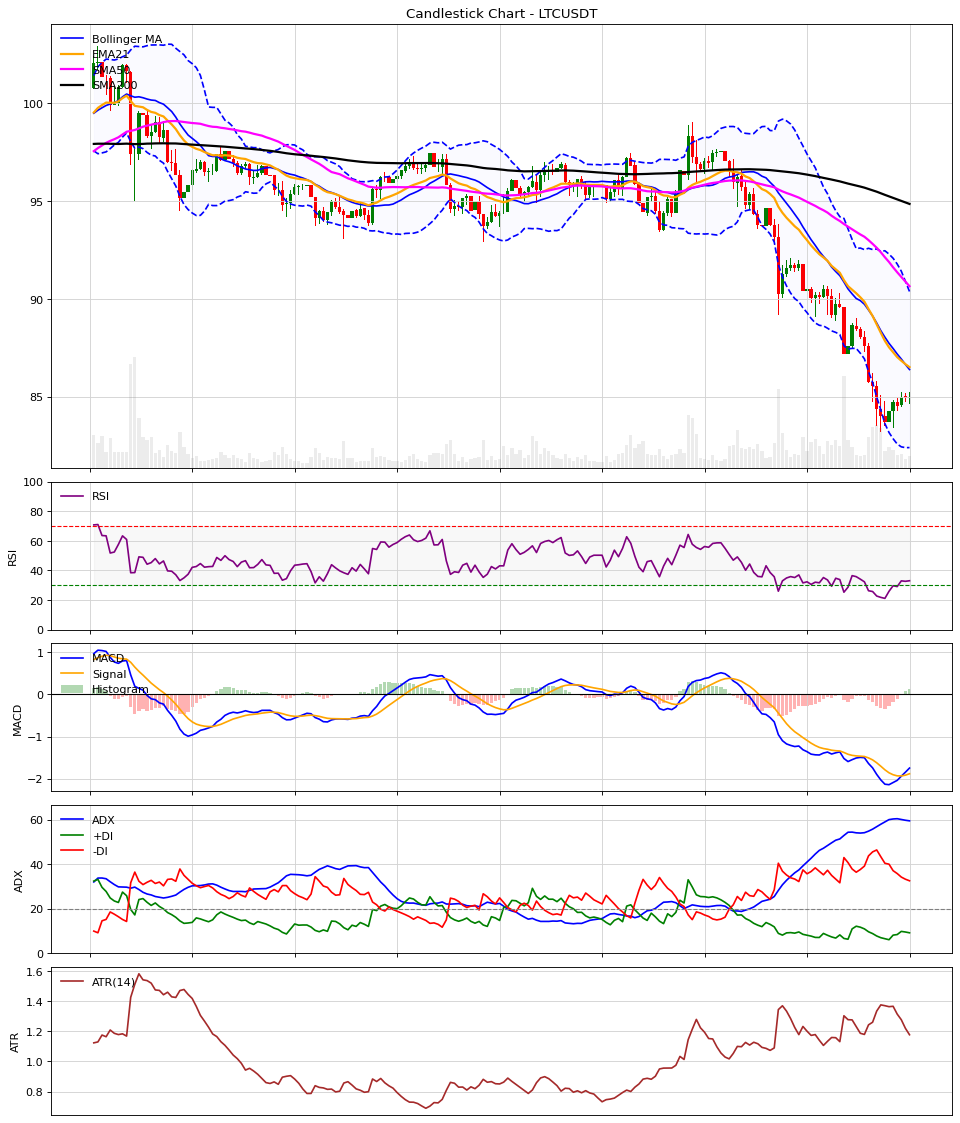 Candlestick Chart - LTCUSDT
Bollinger MA
EMA21
SMA50
SMA200
100
95
90
85
RSI
100
80
60
40
20
0
RSI
MACD
Signal
Histogram
1
0
−1
−2
MACD
ADX
+DI
-DI
60
40
20
0
ADX
ATR(14)
1.6
1.4
1.2
1.0
0.8
ATR